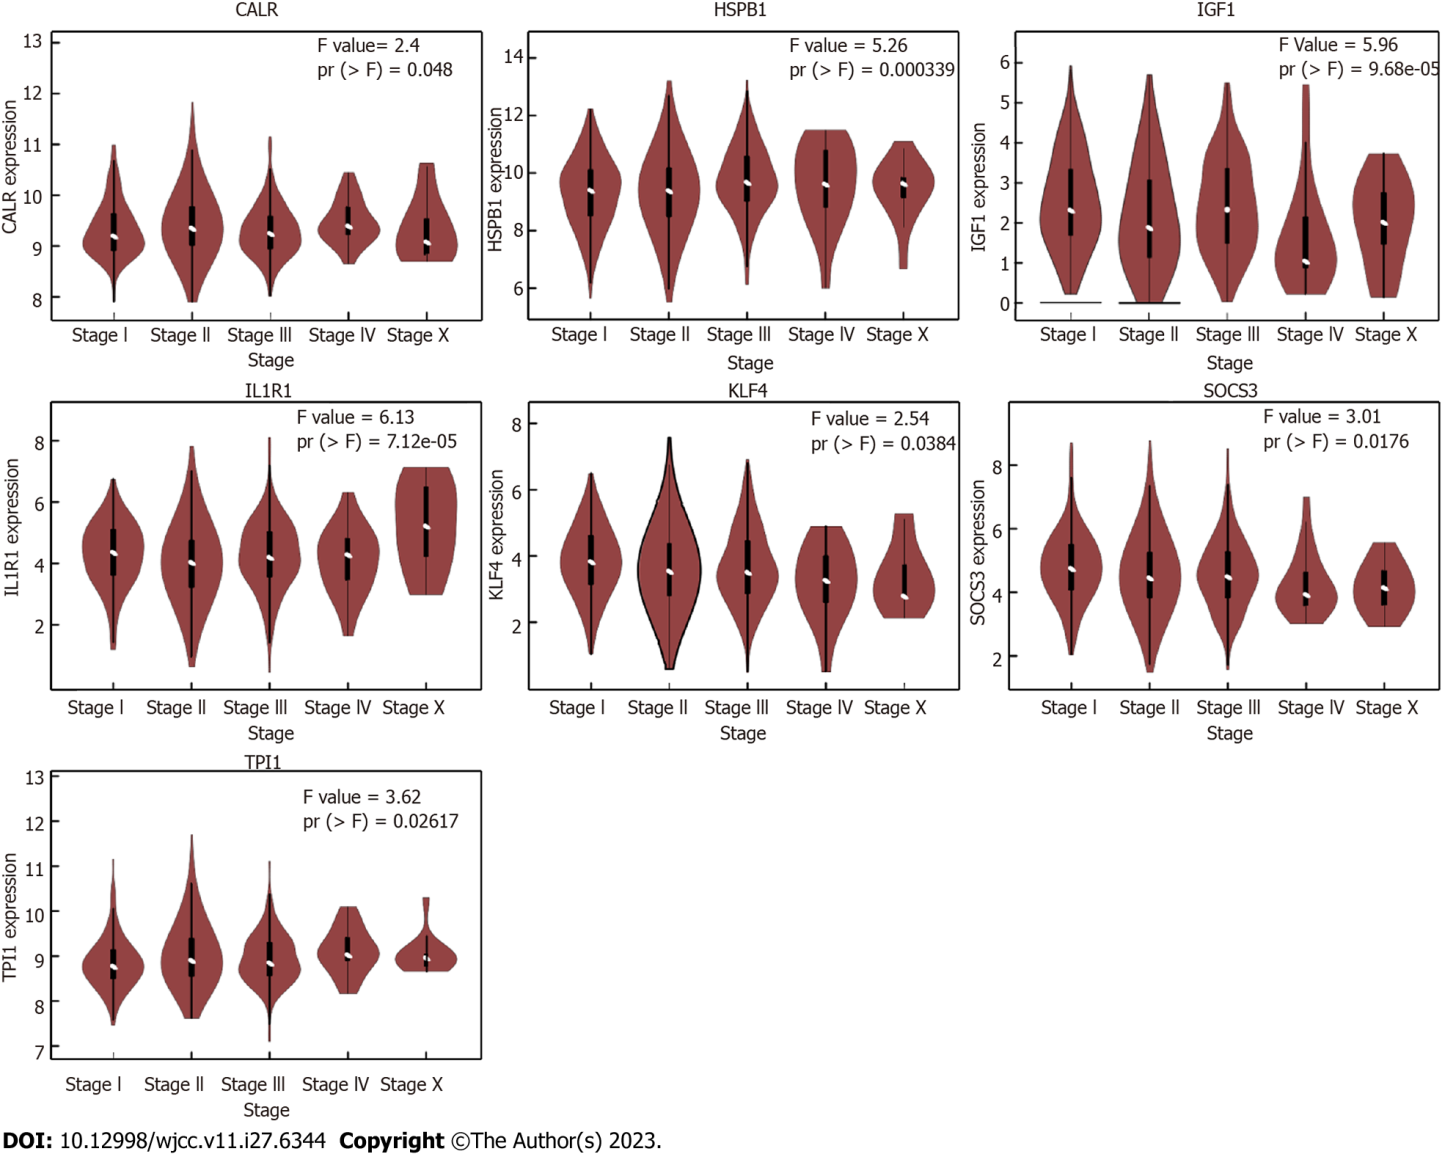 CALR
F value= 2.4
pr (> F) = 0.048
CALR expression
13
12
11
10
9
8
Stage I Stage II Stage III Stage IV Stage X
Stage
HSPB1
F value = 5.26
pr (> F) = 0.000339
HSPB1 expression
14
12
10
8
6
Stage I Stage II Stage III Stage IV Stage X
Stage
IGF1
F Value = 5.96
pr (> F) = 9.68e-05
IGF1 expression
6
5
4
3
2
1
0
Stage I Stage II Stage III Stage IV Stage X
Stage
IL1R1
F value = 6.13
pr (> F) = 7.12e-05
IL1R1 expression
8
6
4
2
Stage I Stage II Stage III Stage IV Stage X
Stage
KLF4
F value = 2.54
pr (> F) = 0.0384
KLF4 expression
8
6
4
2
Stage I Stage II Stage III Stage IV Stage X
Stage
SOCS3
F value = 3.01
pr (> F) = 0.0176
SOCS3 expression
8
6
4
2
Stage I Stage II Stage III Stage IV Stage X
Stage
TPI1
F value = 3.62
pr (> F) = 0.02617
TPI1 expression
13
12
11
10
9
8
7
Stage I Stage II Stage III Stage IV Stage X
Stage
DOI: 10.12998/wjcc.v11.i27.6344 Copyright ©The Author(s) 2023.